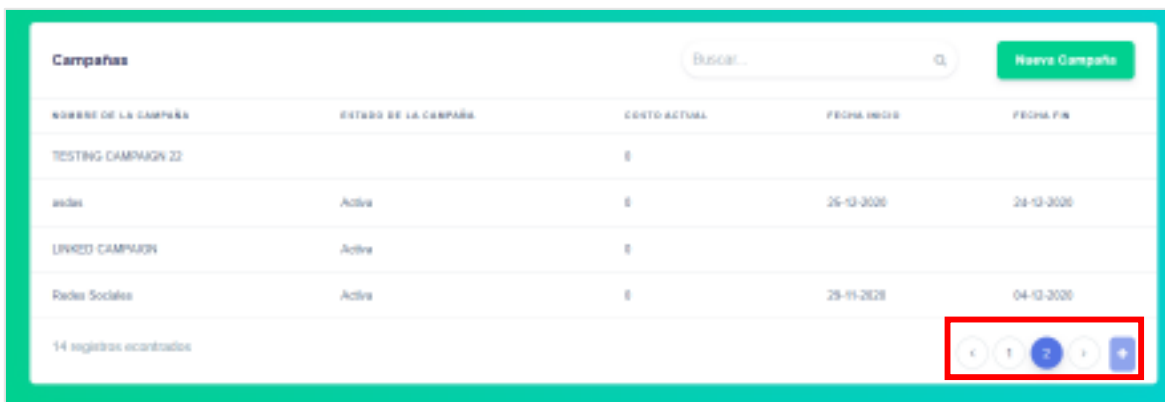 Campañas Buscar... Nueva Campaña
NOMBRE DE LA CAMPAÑA ESTADO DE LA CAMPAÑA COSTO ACTUAL FECHA INICIO FECHA FIN
TESTING CAMPAIGN 22 0
asdas Activa 0 26-12-2020 24-12-2020
LINKED CAMPAIGN Activa 0
Redes Sociales Activa 0 29-11-2020 04-12-2020
14 registros econtrados < 1 2 > +